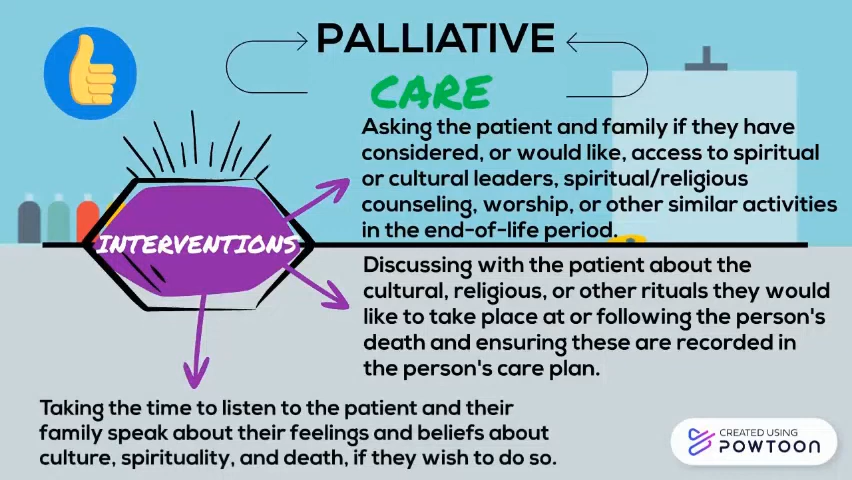 PALLIATIVE
CARE
Asking the patient and family if they have
considered, or would like, access to spiritual
or cultural leaders, spiritual/religious
counseling, worship, or other similar activities
in the end-of-life period.
INTERVENTIONS
Discussing with the patient about the
cultural, religious, or other rituals they would
like to take place at or following the person's
death and ensuring these are recorded in
the person's care plan.
Taking the time to listen to the patient and their
family speak about their feelings and beliefs about
culture, spirituality, and death, if they wish to do so.
CREATED USING
POWTOON